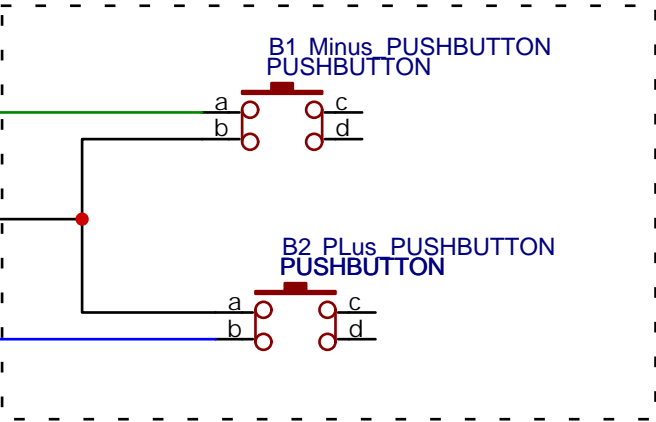 B1 Minus_PUSHBUTTON
PUSHBUTTON
a c
b d
B2 PLus_PUSHBUTTON
PUSHBUTTON
a c
b d